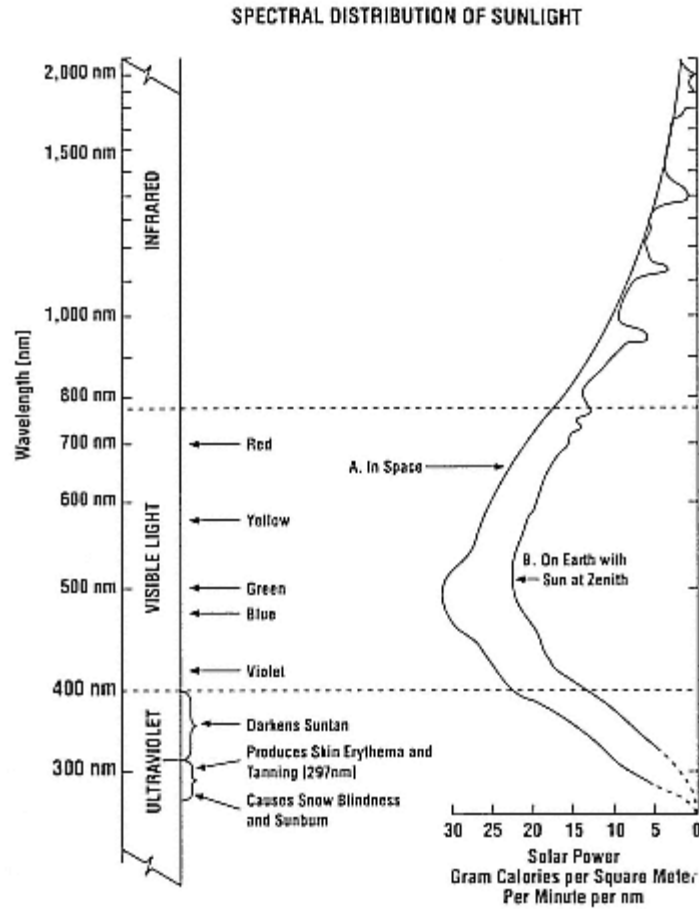 SPECTRAL DISTRIBUTION OF SUNLIGHT
2,000 nm
1,500 nm
1,000 nm
800 nm
700 nm
600 nm
500 nm
400 nm
300 nm
Wavelength [nm]
INFRARED
VISIBLE LIGHT
ULTRAVIOLET
Red
Yellow
Green
Blue
Violet
Darkens Suntan
Produces Skin Erythema and
Tanning (297nm)
Causes Snow Blindness
and Sunburn
A. In Space
B. On Earth with
Sun at Zenith
30 25 20 15 10 5 0
Solar Power
Gram Calories per Square Meter
Per Minute per nm